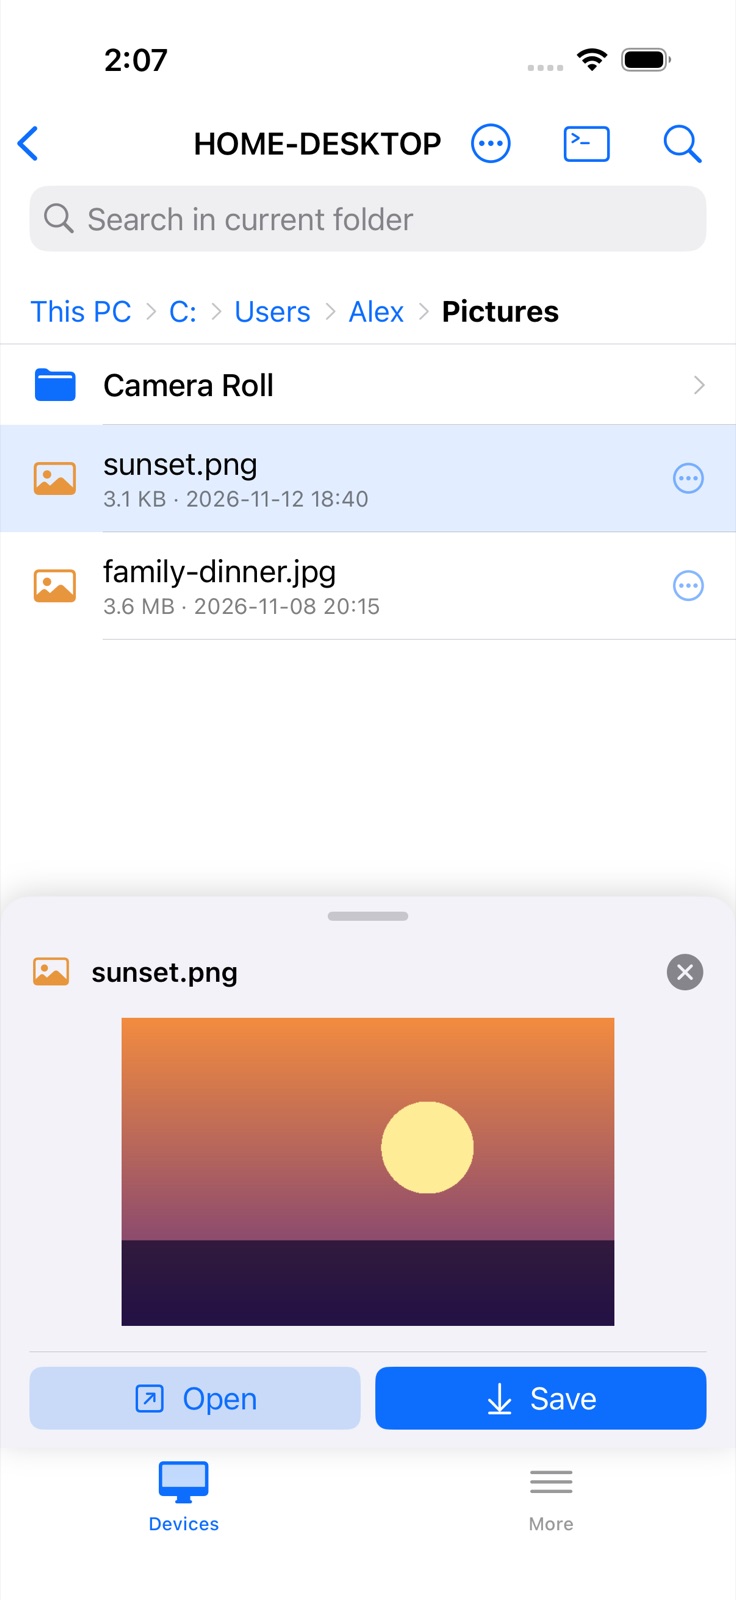 2:07
HOME-DESKTOP
Search in current folder
This PC > C: > Users > Alex > Pictures
Camera Roll
sunset.png
3.1 KB · 2026-11-12 18:40
family-dinner.jpg
3.6 MB · 2026-11-08 20:15
sunset.png
Open
Save
Devices
More